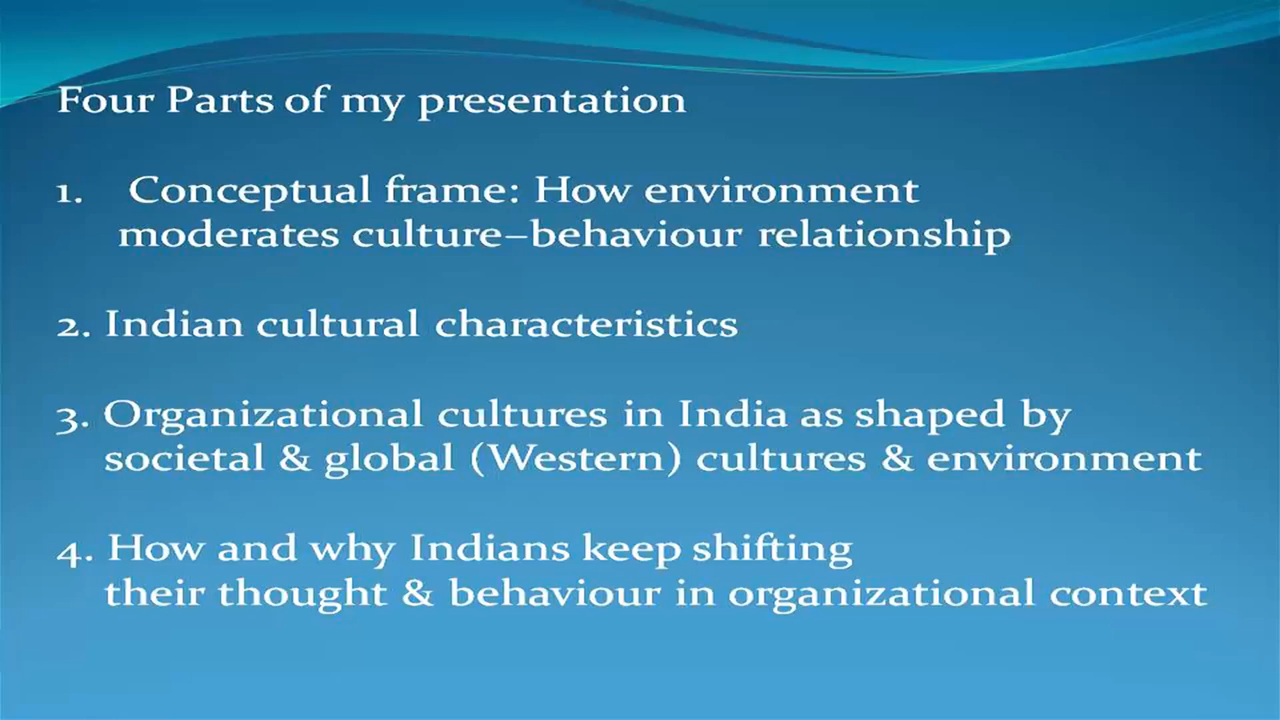 Four Parts of my presentation
1. Conceptual frame: How environment
moderates culture–behaviour relationship
2. Indian cultural characteristics
3. Organizational cultures in India as shaped by
societal & global (Western) cultures & environment
4. How and why Indians keep shifting
their thought & behaviour in organizational context